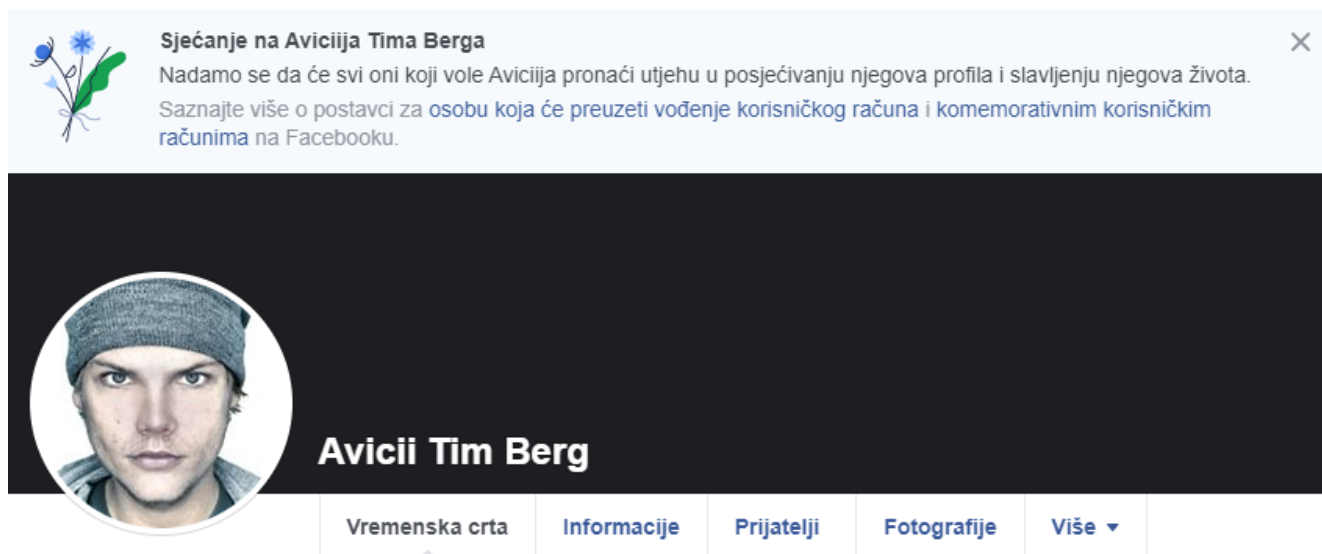 Sjećanje na Aviciija Tima Berga
Nadamo se da će svi oni koji vole Aviciija pronaći utjehu u posjećivanju njegova profila i slavljenju njegova života.
Saznajte više o postavci za osobu koja će preuzeti vođenje korisničkog računa i komemorativnim korisničkim
računima na Facebooku.
Avicii Tim Berg
Vremenska crta Informacije Prijatelji Fotografije Više